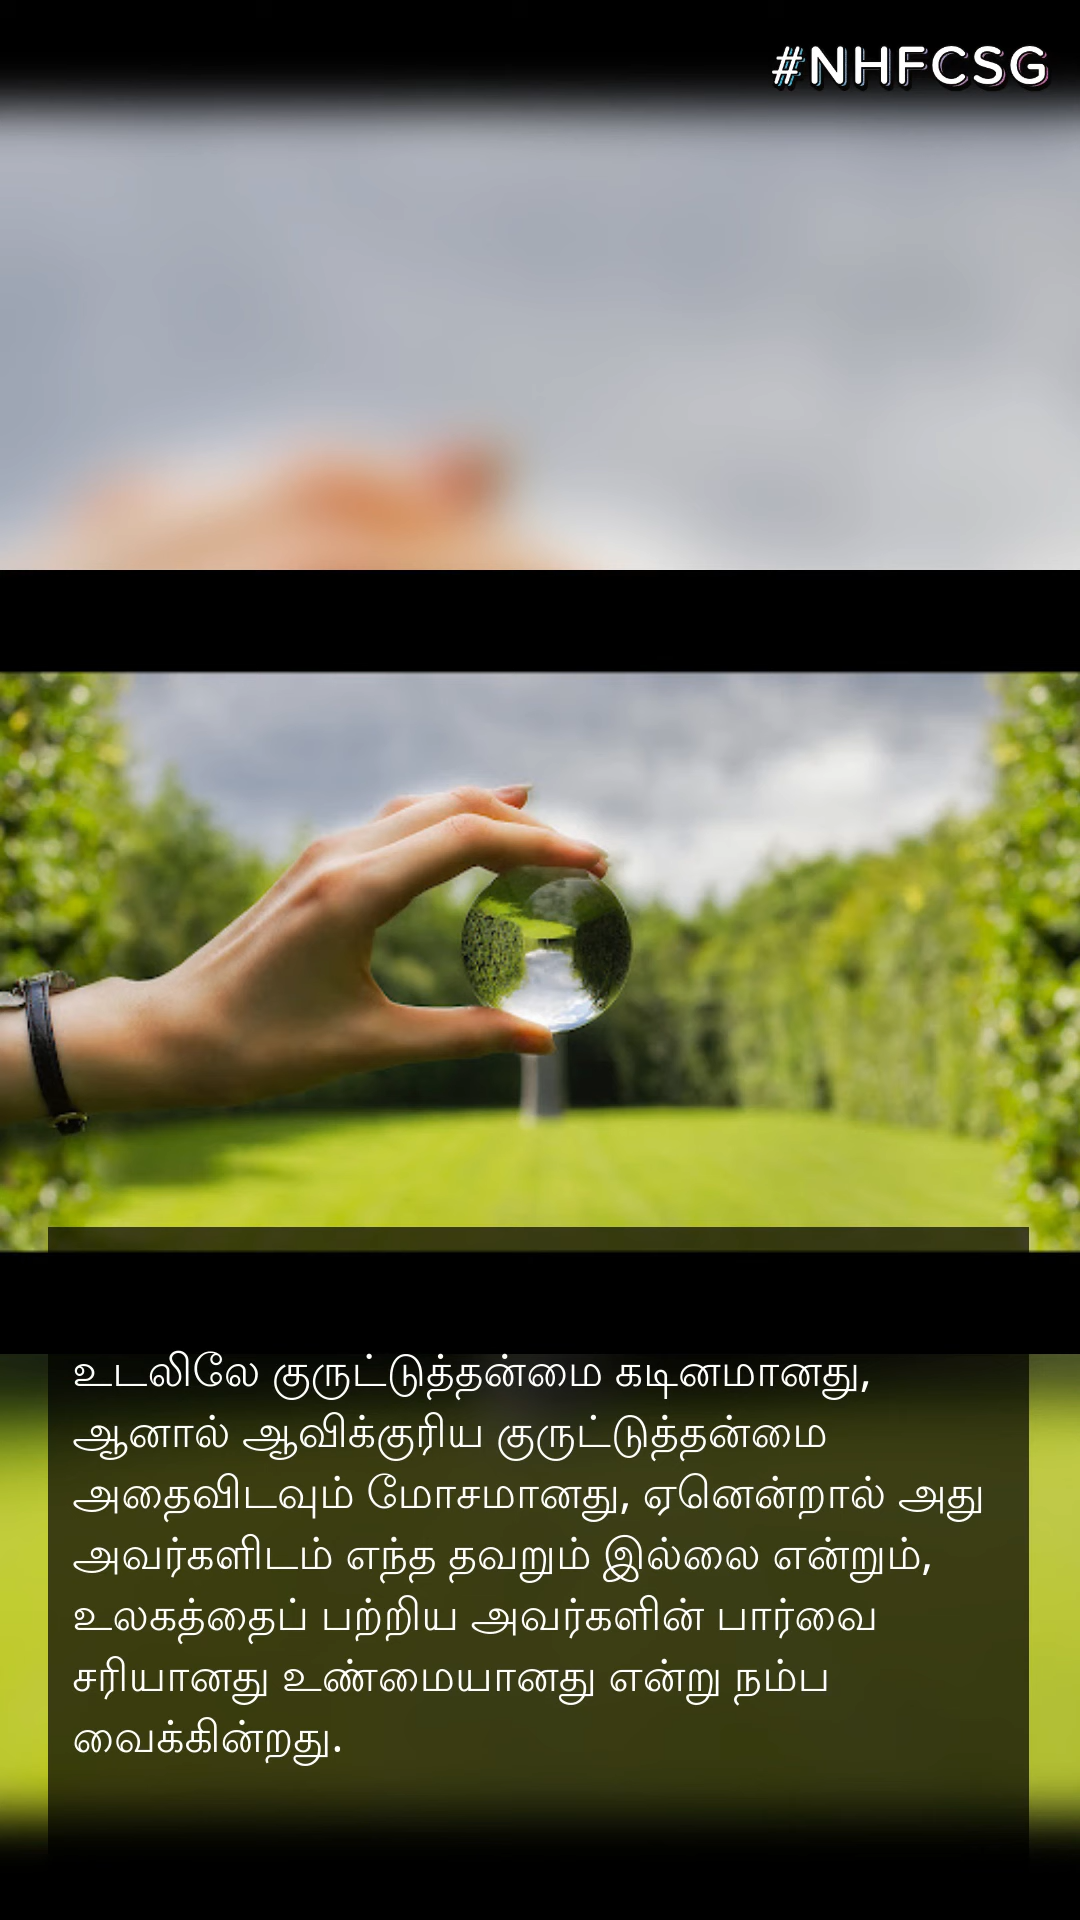 #NHFCSG
உடலிலே குருட்டுத்தன்மை கடினமானது,
ஆனால் ஆவிக்குரிய குருட்டுத்தன்மை
அதைவிடவும் மோசமானது, ஏனென்றால் அது
அவர்களிடம் எந்த தவறும் இல்லை என்றும்,
உலகத்தைப் பற்றிய அவர்களின் பார்வை
சரியானது உண்மையானது என்று நம்ப
வைக்கின்றது.